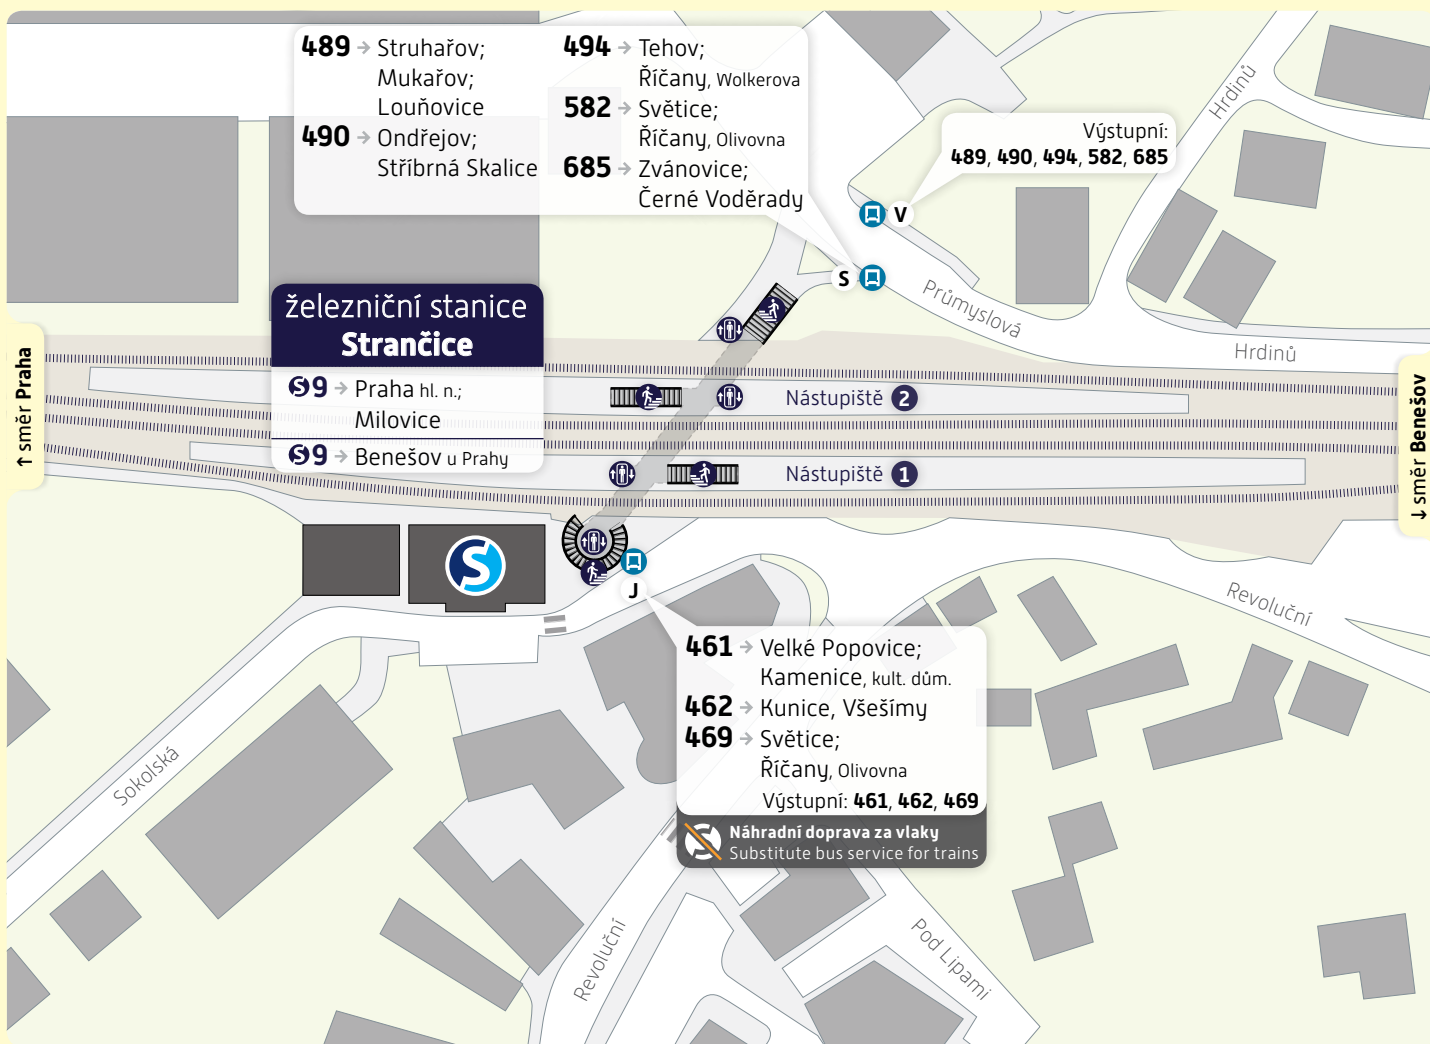 489 → Struhařov;
Mukařov;
Louňovice
490 → Ondřejov;
Stříbrná Skalice
494 → Tehov;
Říčany, Wolkerova
582 → Světice;
Říčany, Olivovna
685 → Zvánovice;
Černé Voděrady
Výstupní:
489, 490, 494, 582, 685
V
S
Hrdinů
Průmyslová
Hrdinů
železniční stanice
Strančice
S9 → Praha hl. n.;
Milovice
S9 → Benešov u Prahy
↑ směr Praha
↓ směr Benešov
Nástupiště 2
Nástupiště 1
S
J
461 → Velké Popovice;
Kamenice, kult. dům.
462 → Kunice, Všešímy
469 → Světice;
Říčany, Olivovna
Výstupní: 461, 462, 469
Náhradní doprava za vlaky
Substitute bus service for trains
Revoluční
Sokolská
Revoluční
Pod Lipami